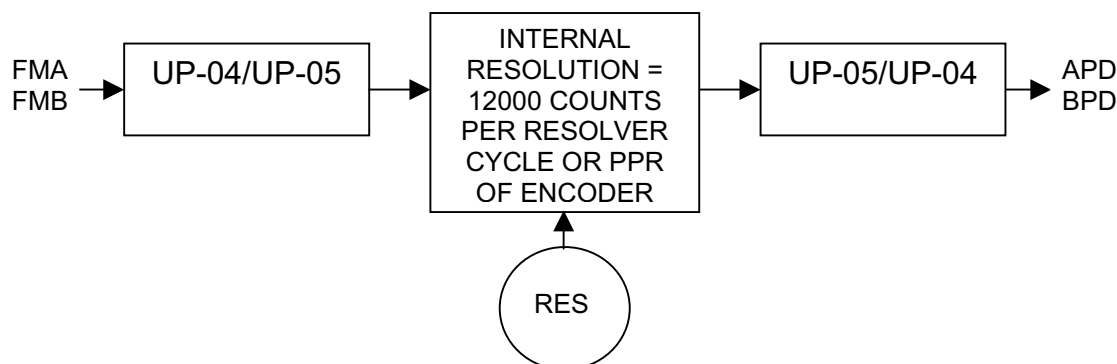 FMA
FMB
UP-04/UP-05
INTERNAL
RESOLUTION =
12000 COUNTS
PER RESOLVER
CYCLE OR PPR
OF ENCODER
UP-05/UP-04
APD
BPD
RES